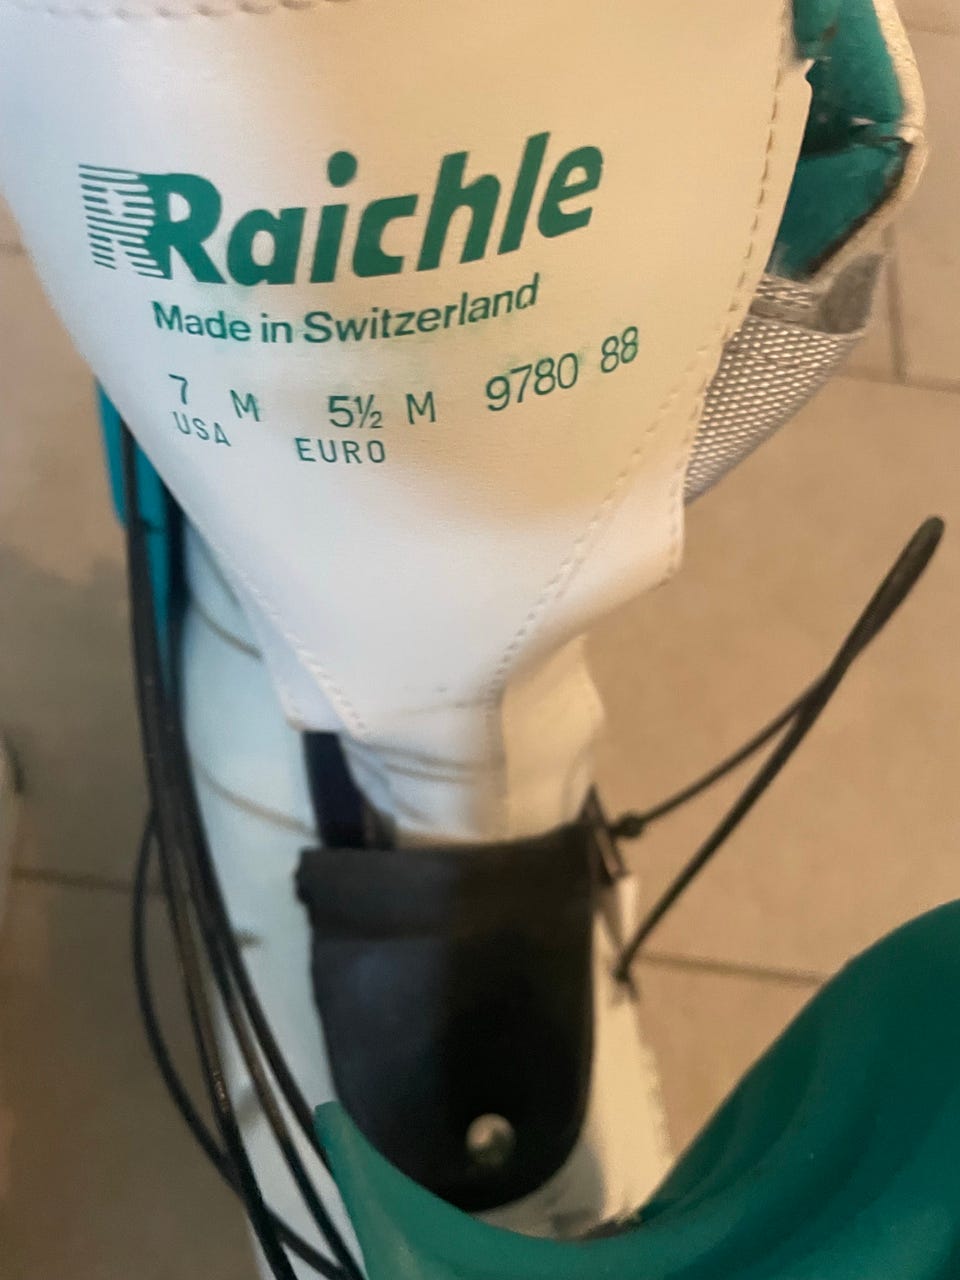 Raichle
Made in Switzerland
7 M 5½ M 9780 88
USA EURO